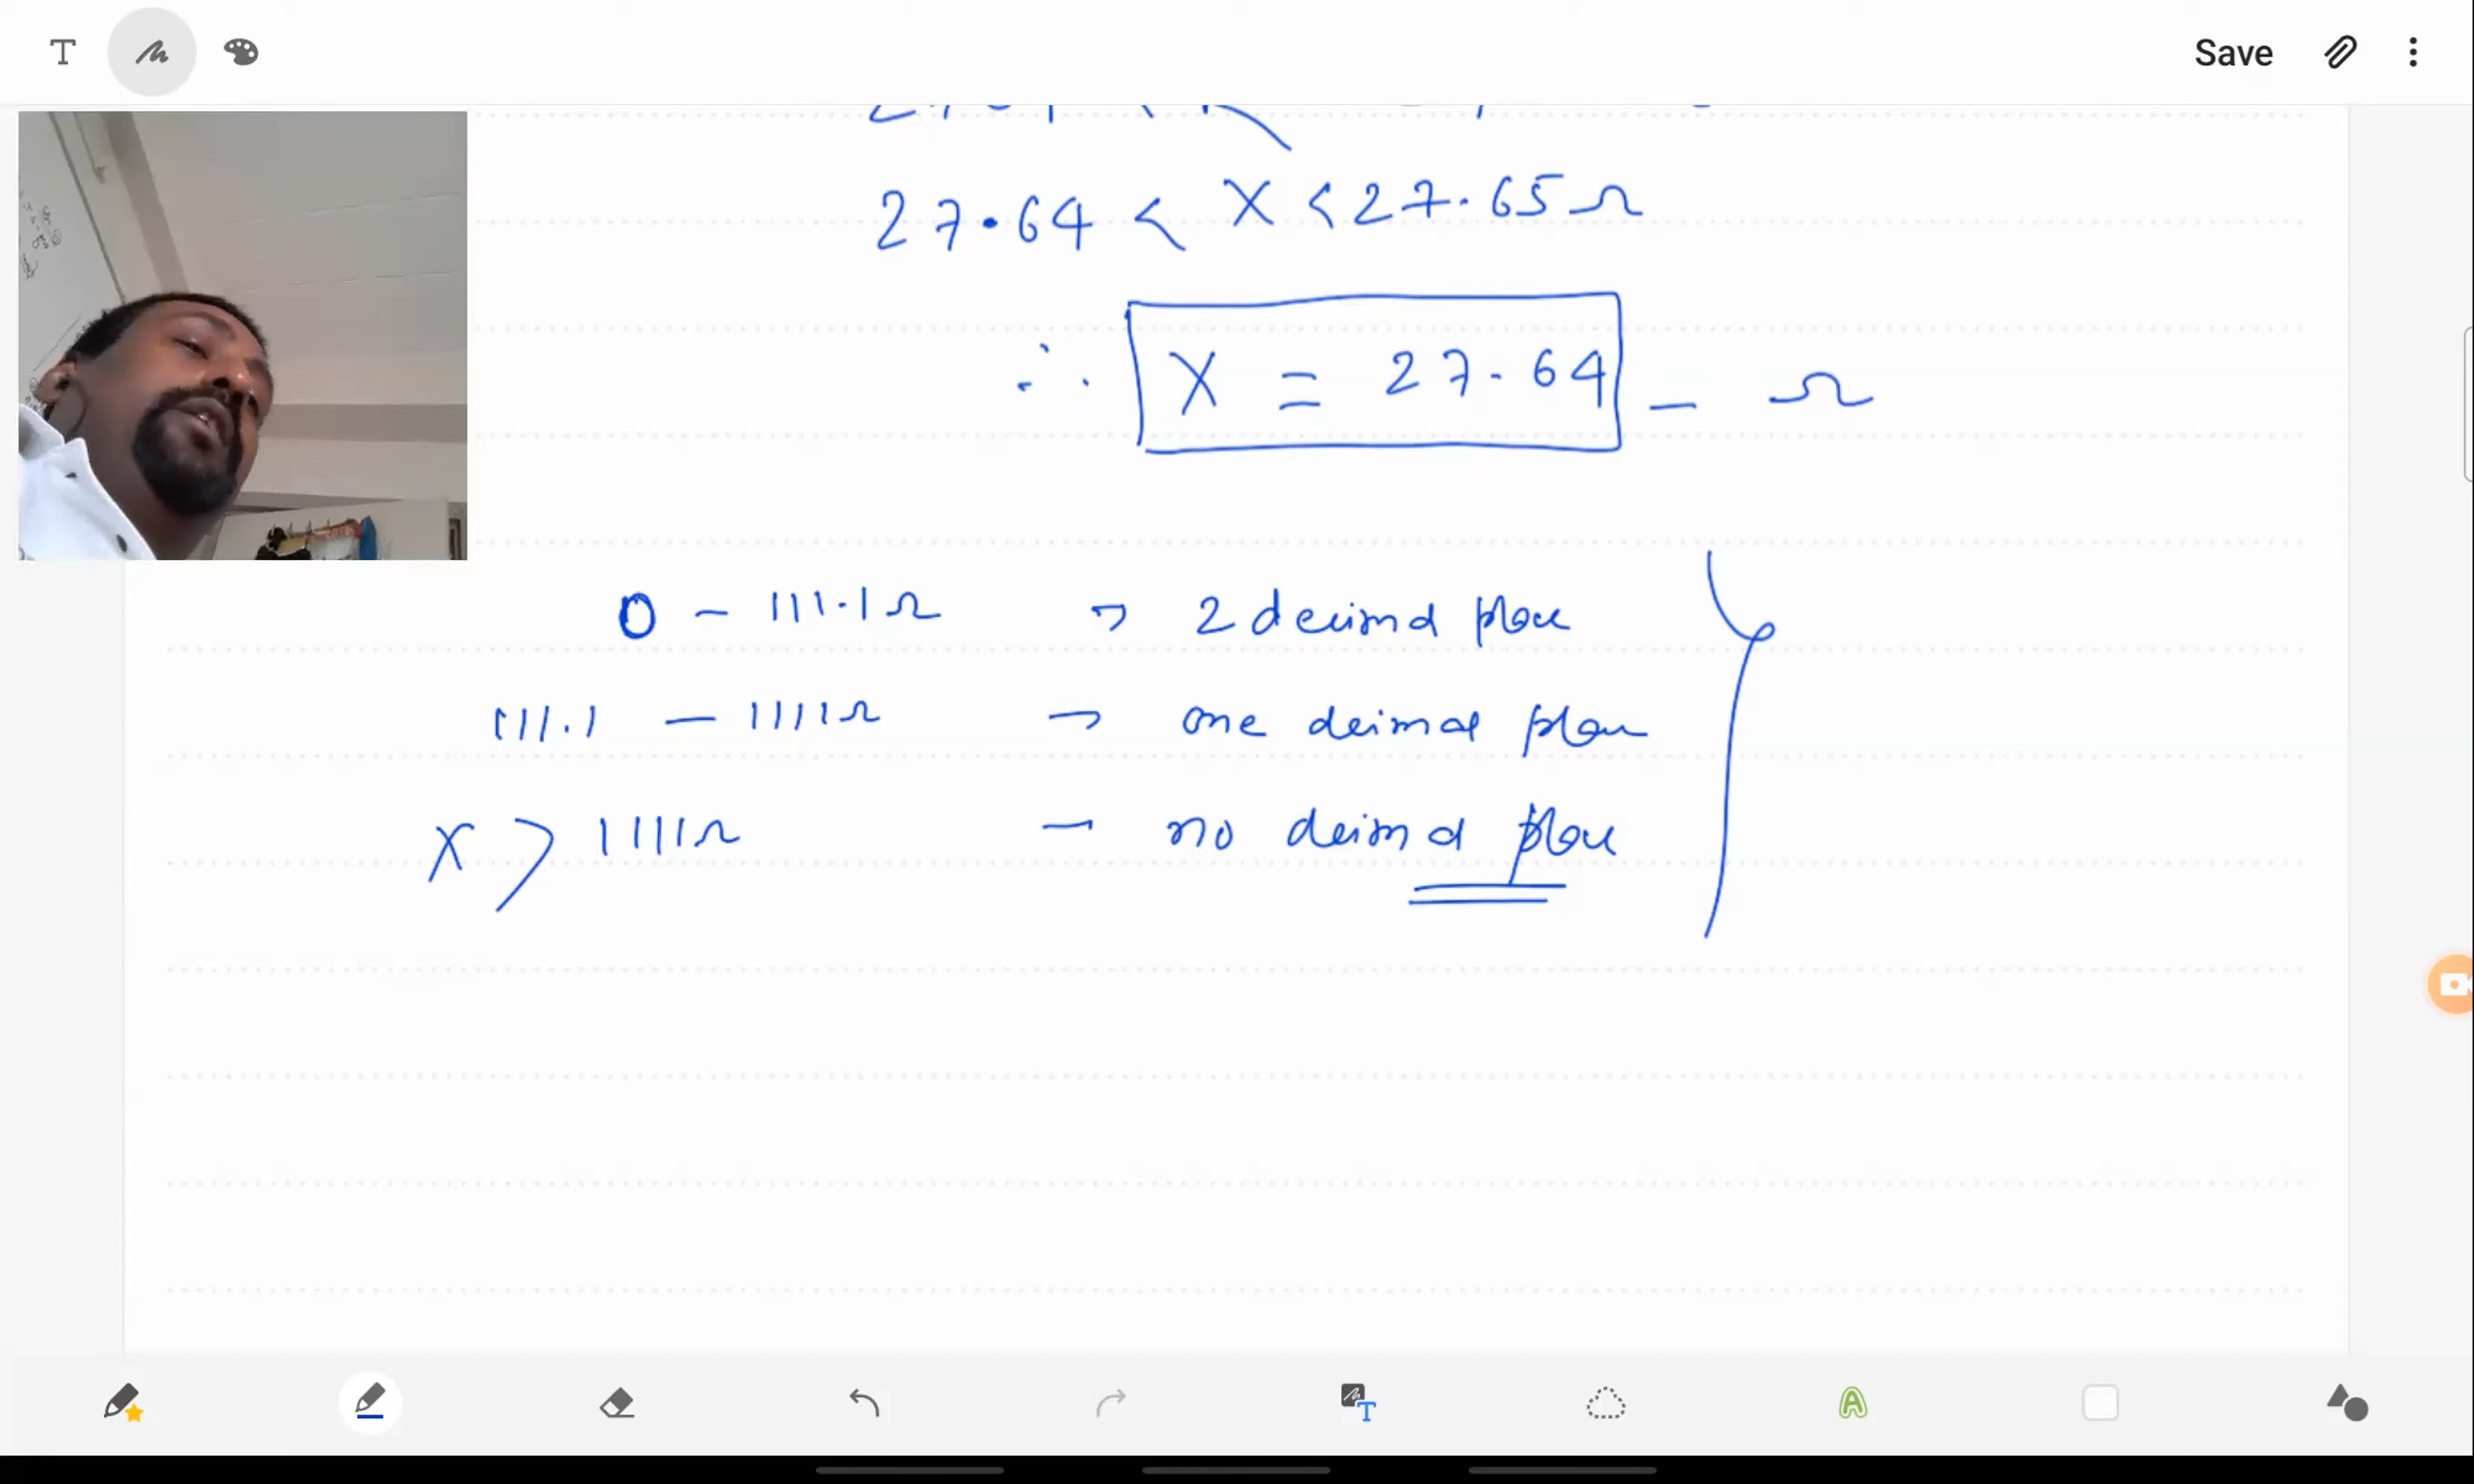 Save
27.64 < X < 27.65 Ω
∴ X = 27.64 _ Ω
0 – 111.1 Ω → 2 decimal place
111.1 – 1111 Ω → one decimal place
X > 1111 Ω – no decimal place